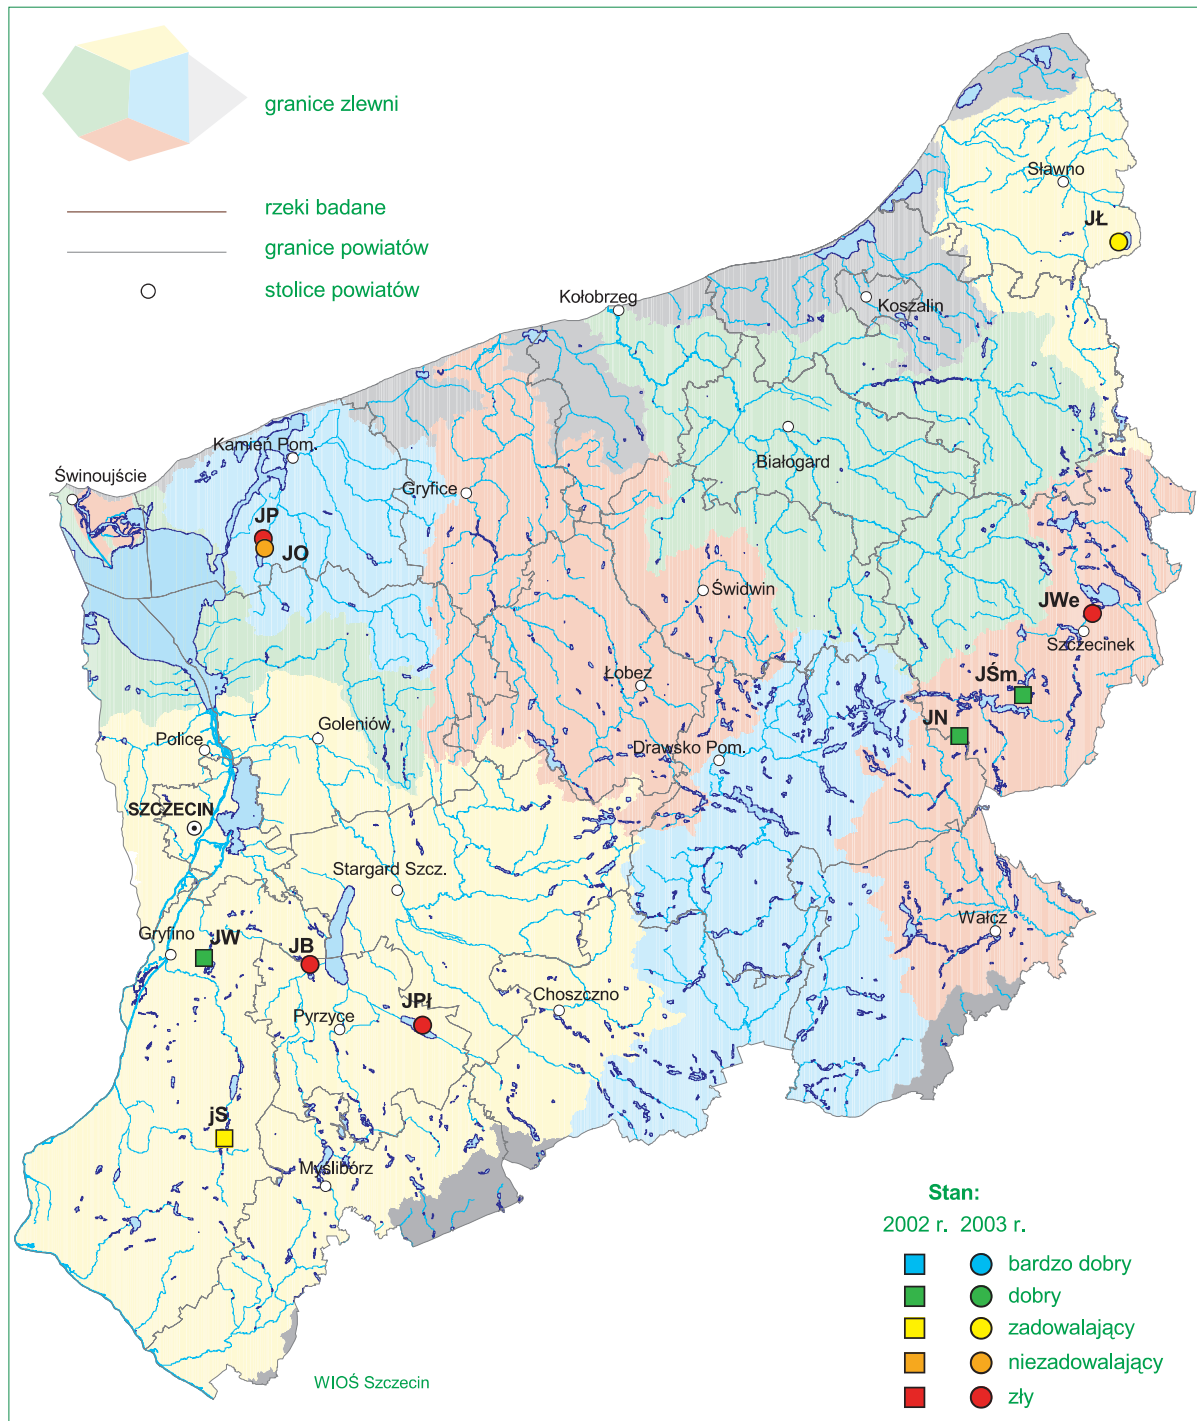 granice zlewni
rzeki badane
granice powiatów
stolice powiatów
Sławno
JŁ
Kołobrzeg
Koszalin
Kamień Pom.
Świnoujście
Gryfice
Białogard
JP
JO
Świdwin
JWe
Szczecinek
Łobez
JŚm
JN
Goleniów
Police
Drawsko Pom.
SZCZECIN
Stargard Szcz.
Wałcz
Gryfino
JW
JB
Choszczno
JPł
Pyrzyce
jS
Myślibórz
Stan:
2002 r. 2003 r.
bardzo dobry
dobry
zadowalający
niezadowalający
zły
WIOŚ Szczecin